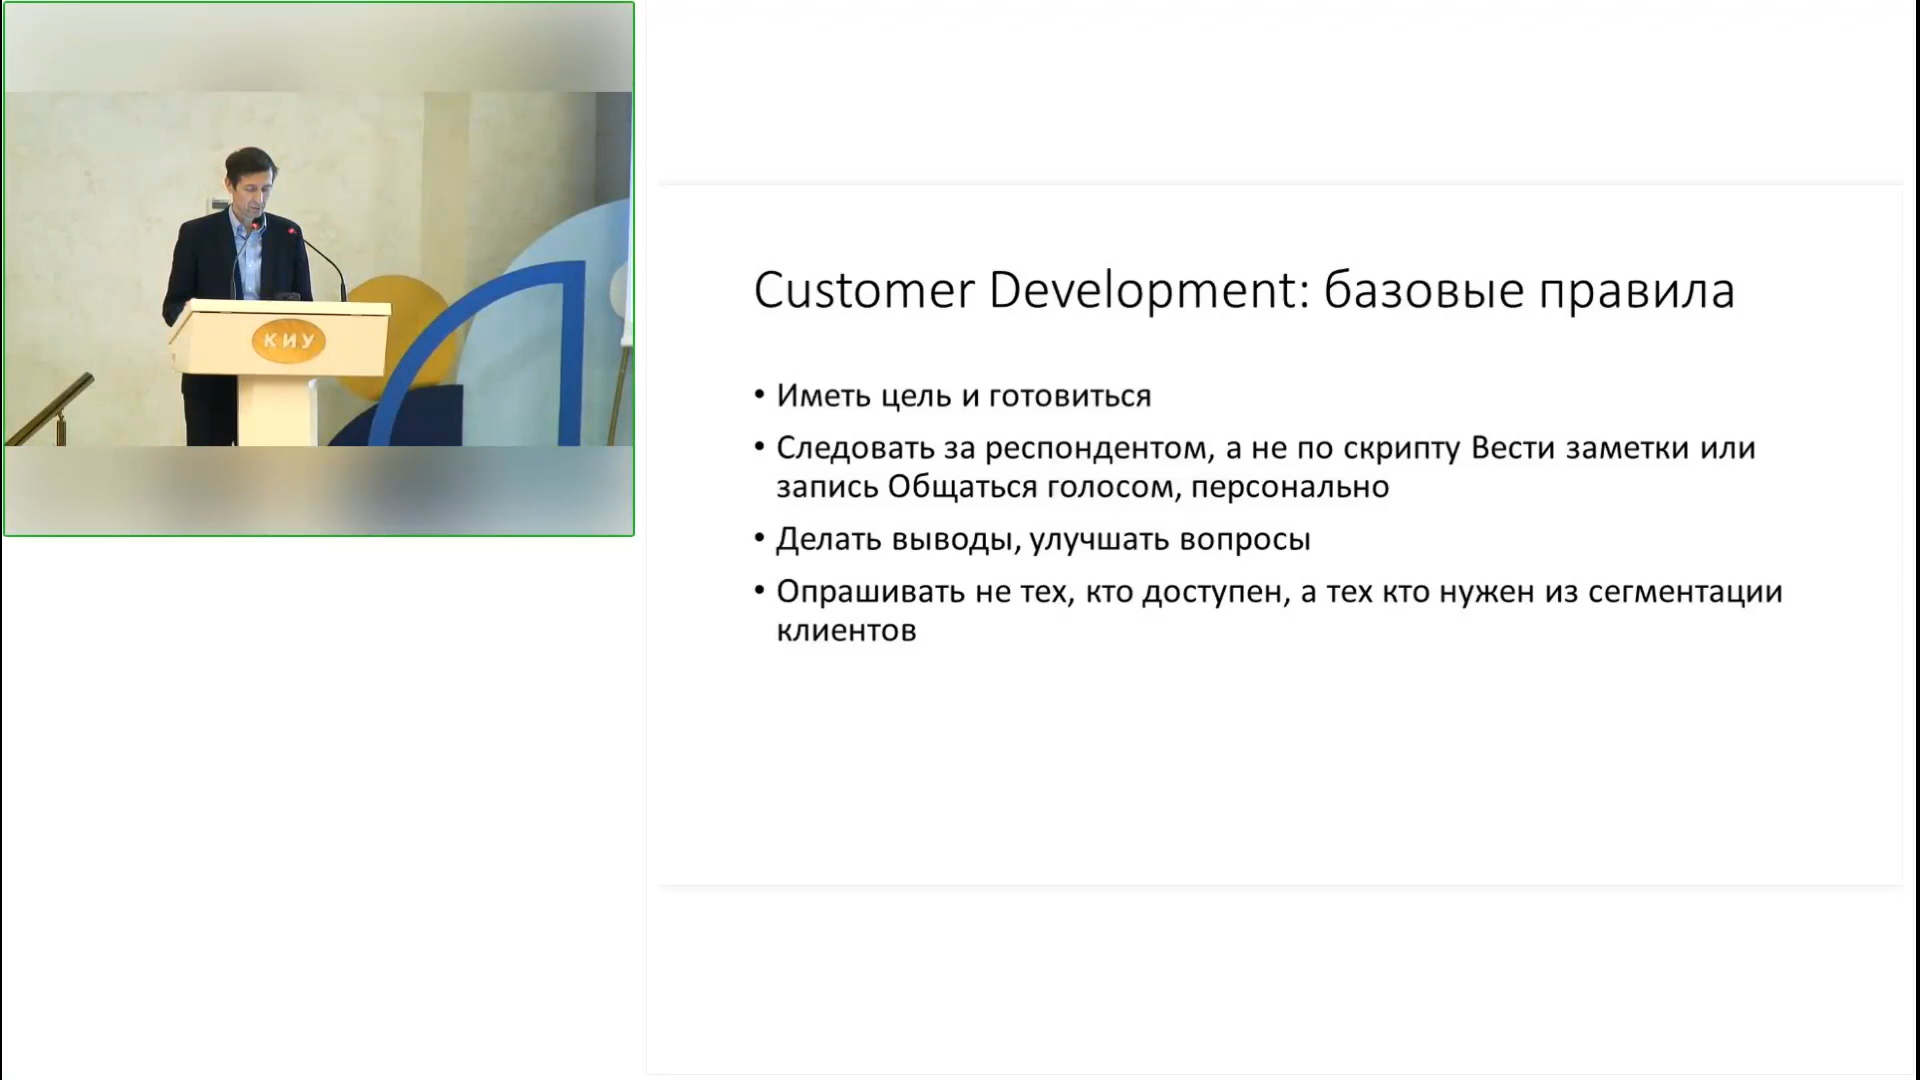 КИУ
Customer Development: базовые правила
• Иметь цель и готовиться
• Следовать за респондентом, а не по скрипту Вести заметки или
запись Общаться голосом, персонально
• Делать выводы, улучшать вопросы
• Опрашивать не тех, кто доступен, а тех кто нужен из сегментации
клиентов